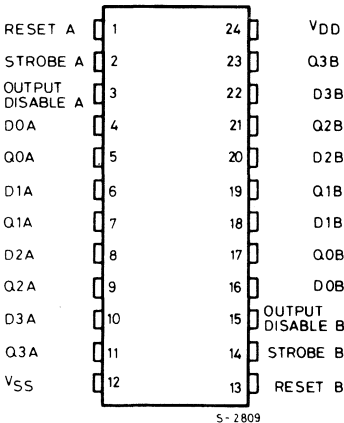 RESET A 1 24 VDD
STROBE A 2 23 Q3B
OUTPUT
DISABLE A 3 22 D3B
D0A 4 21 Q2B
Q0A 5 20 D2B
D1A 6 19 Q1B
Q1A 7 18 D1B
D2A 8 17 Q0B
Q2A 9 16 D0B
D3A 10 15 OUTPUT
DISABLE B
Q3A 11 14 STROBE B
VSS 12 13 RESET B
S-2809